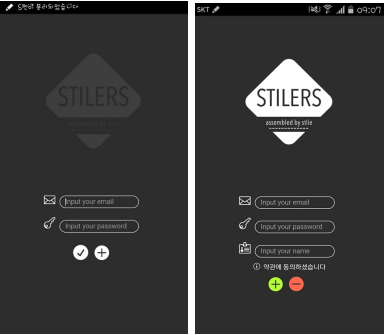 S펜이 분리되었습니다
STILERS
assembled by stlie
Input your email
Input your password
SKT
09:07
STILERS
assembled by stlie
Input your email
Input your password
Input your name
약관에 동의하셨습니다